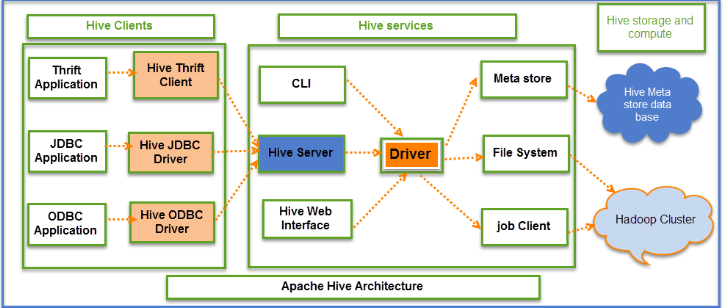 Hive Clients
Hive services
Hive storage and
compute
Thrift
Application
Hive Thrift
Client
CLI
Meta store
Hive Meta
store data
base
JDBC
Application
Hive JDBC
Driver
Hive Server
Driver
File System
ODBC
Application
Hive ODBC
Driver
Hive Web
Interface
job Client
Hadoop Cluster
Apache Hive Architecture